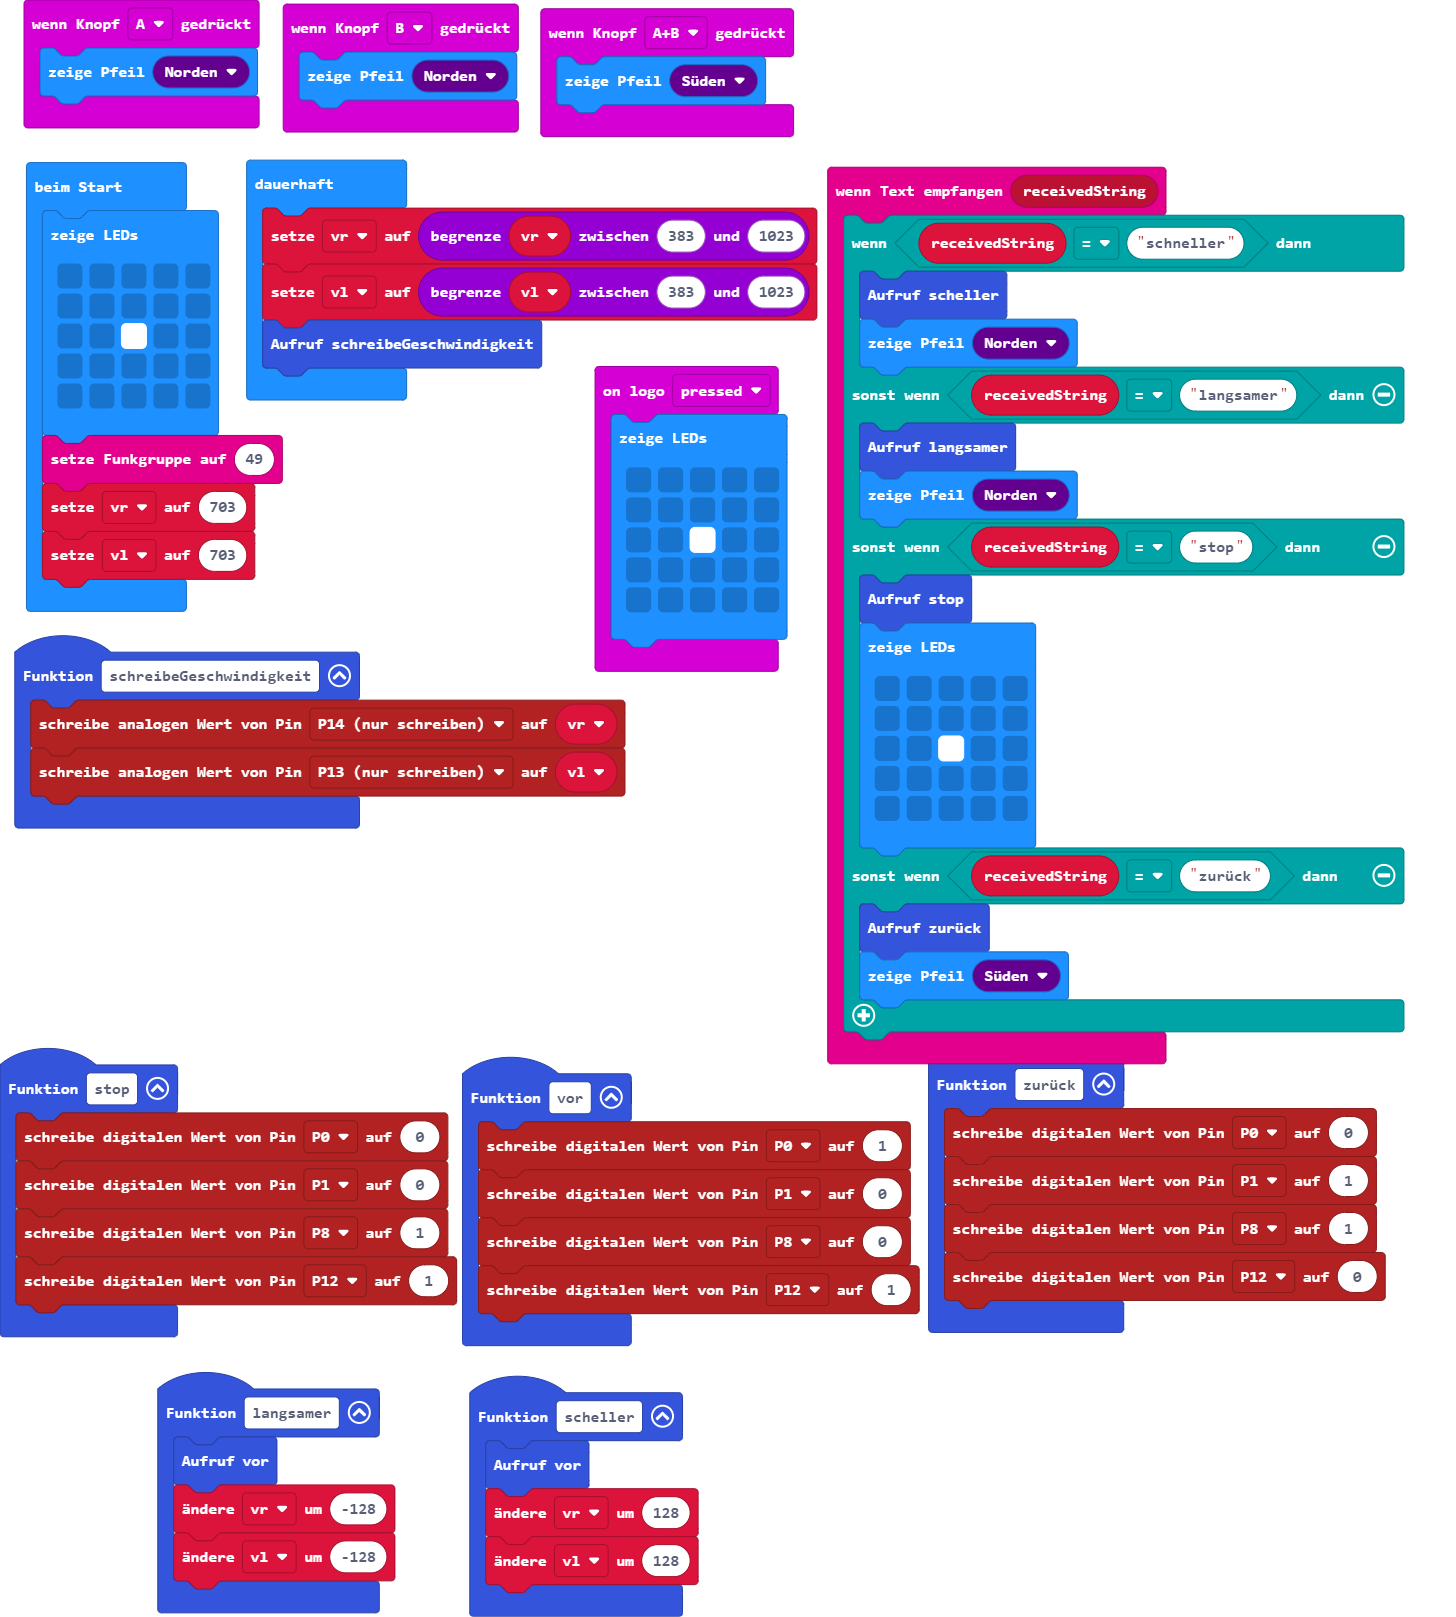 wenn Knopf A gedrückt
zeige Pfeil Norden
wenn Knopf B gedrückt
zeige Pfeil Norden
wenn Knopf A+B gedrückt
zeige Pfeil Süden
beim Start
zeige LEDs
setze Funkgruppe auf 49
setze vr auf 703
setze vl auf 703
dauerhaft
setze vr auf begrenze vr zwischen 383 und 1023
setze vl auf begrenze vl zwischen 383 und 1023
Aufruf schreibeGeschwindigkeit
on logo pressed
zeige LEDs
wenn Text empfangen receivedString
wenn receivedString = "schneller" dann
Aufruf scheller
zeige Pfeil Norden
sonst wenn receivedString = "langsamer" dann
Aufruf langsamer
zeige Pfeil Norden
sonst wenn receivedString = "stop" dann
Aufruf stop
zeige LEDs
sonst wenn receivedString = "zurück" dann
Aufruf zurück
zeige Pfeil Süden
Funktion schreibeGeschwindigkeit
schreibe analogen Wert von Pin P14 (nur schreiben) auf vr
schreibe analogen Wert von Pin P13 (nur schreiben) auf vl
Funktion stop
schreibe digitalen Wert von Pin P0 auf 0
schreibe digitalen Wert von Pin P1 auf 0
schreibe digitalen Wert von Pin P8 auf 1
schreibe digitalen Wert von Pin P12 auf 1
Funktion vor
schreibe digitalen Wert von Pin P0 auf 1
schreibe digitalen Wert von Pin P1 auf 0
schreibe digitalen Wert von Pin P8 auf 0
schreibe digitalen Wert von Pin P12 auf 1
Funktion zurück
schreibe digitalen Wert von Pin P0 auf 0
schreibe digitalen Wert von Pin P1 auf 1
schreibe digitalen Wert von Pin P8 auf 1
schreibe digitalen Wert von Pin P12 auf 0
Funktion langsamer
Aufruf vor
ändere vr um -128
ändere vl um -128
Funktion scheller
Aufruf vor
ändere vr um 128
ändere vl um 128